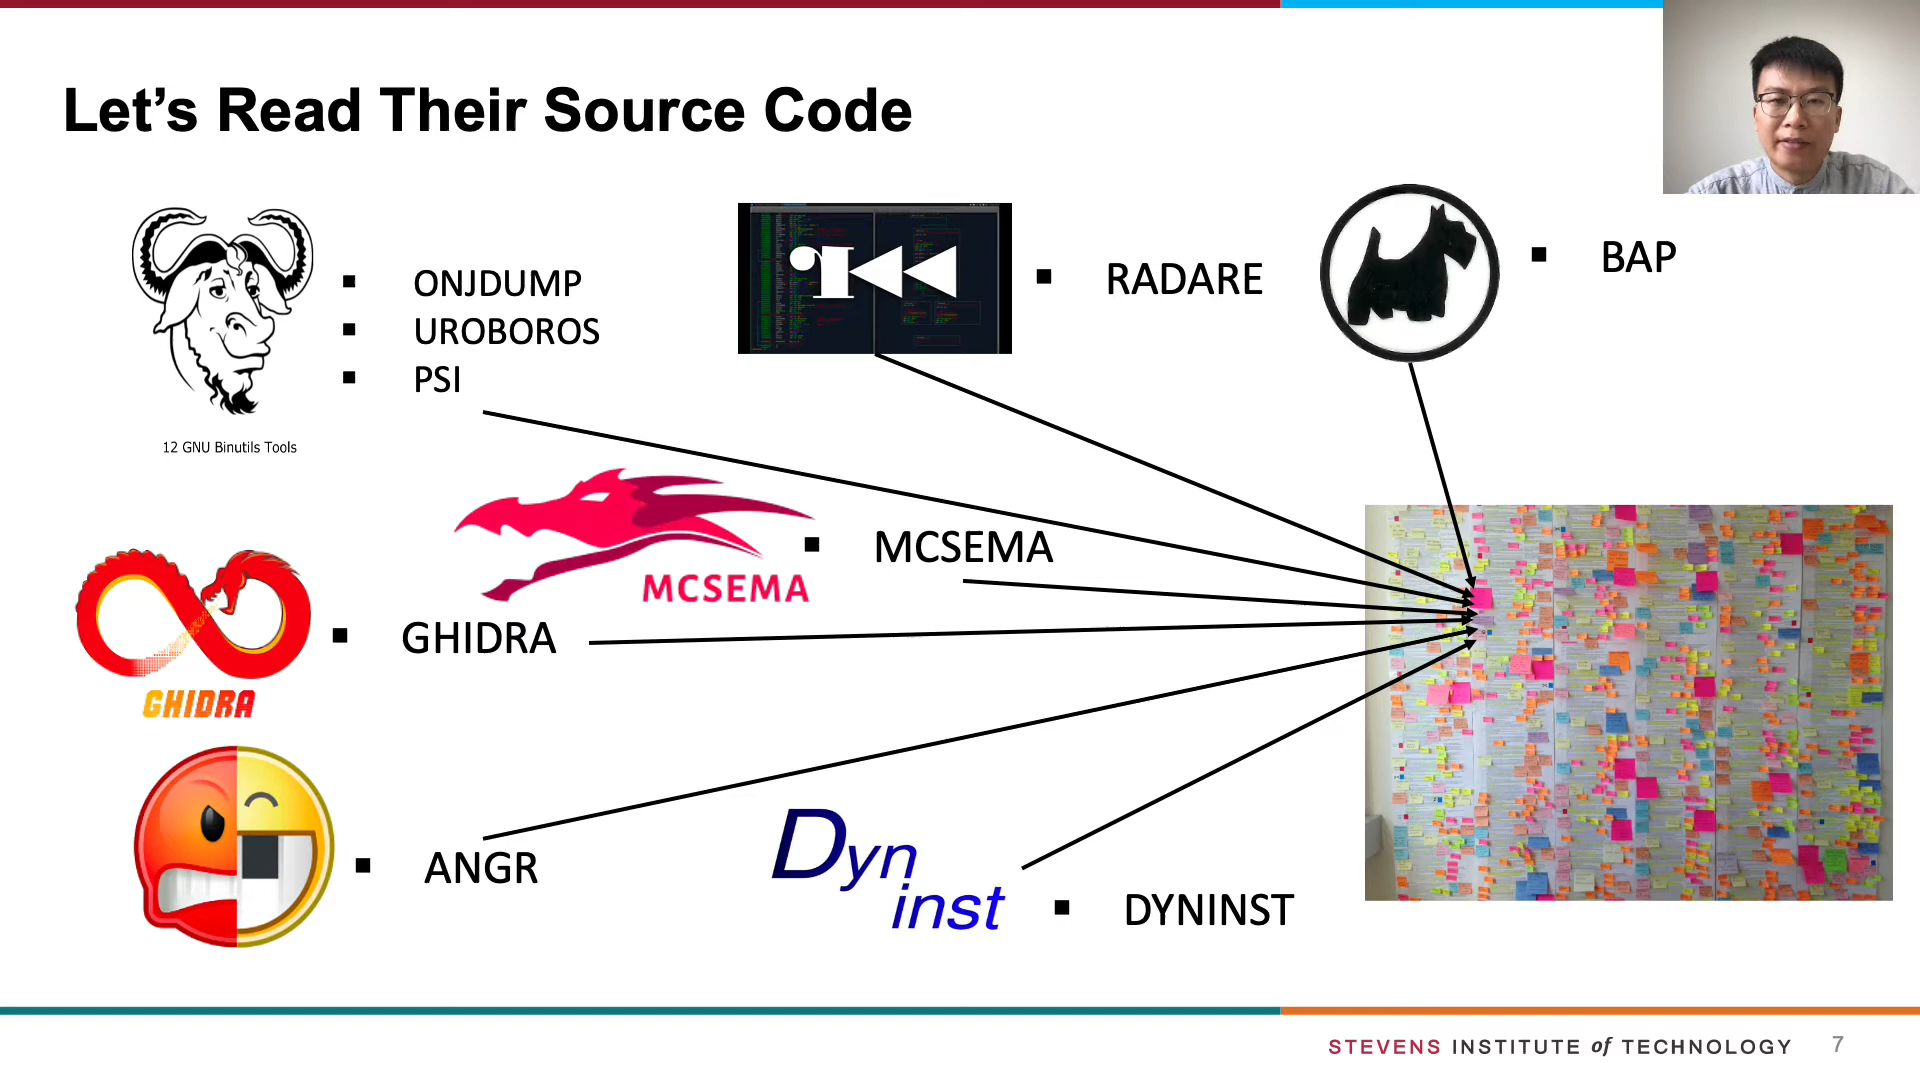 Let's Read Their Source Code
ONJDUMP
UROBOROS
PSI
12 GNU Binutils Tools
RADARE
BAP
MCSEMA
MCSEMA
GHIDRA
GHIDRA
ANGR
Dyn
inst
DYNINST
STEVENS INSTITUTE of TECHNOLOGY 7